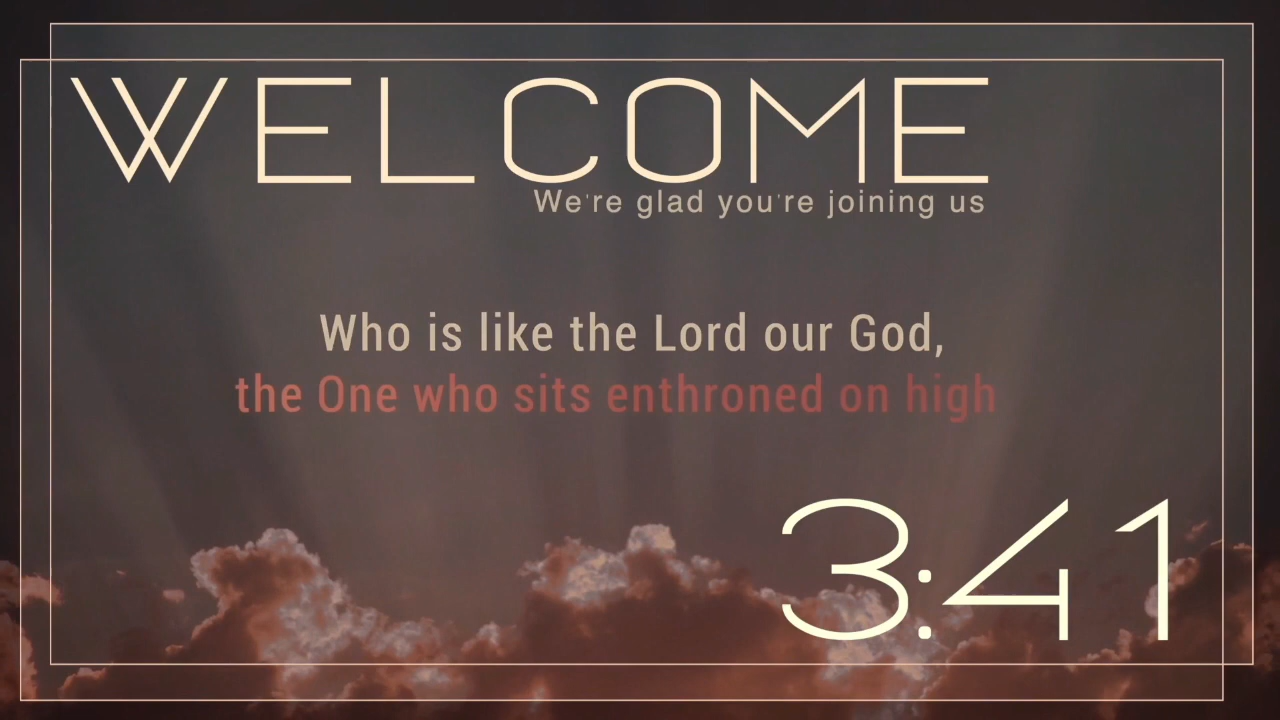 WELCOME
We're glad you're joining us
Who is like the Lord our God,
the One who sits enthroned on high
3:41